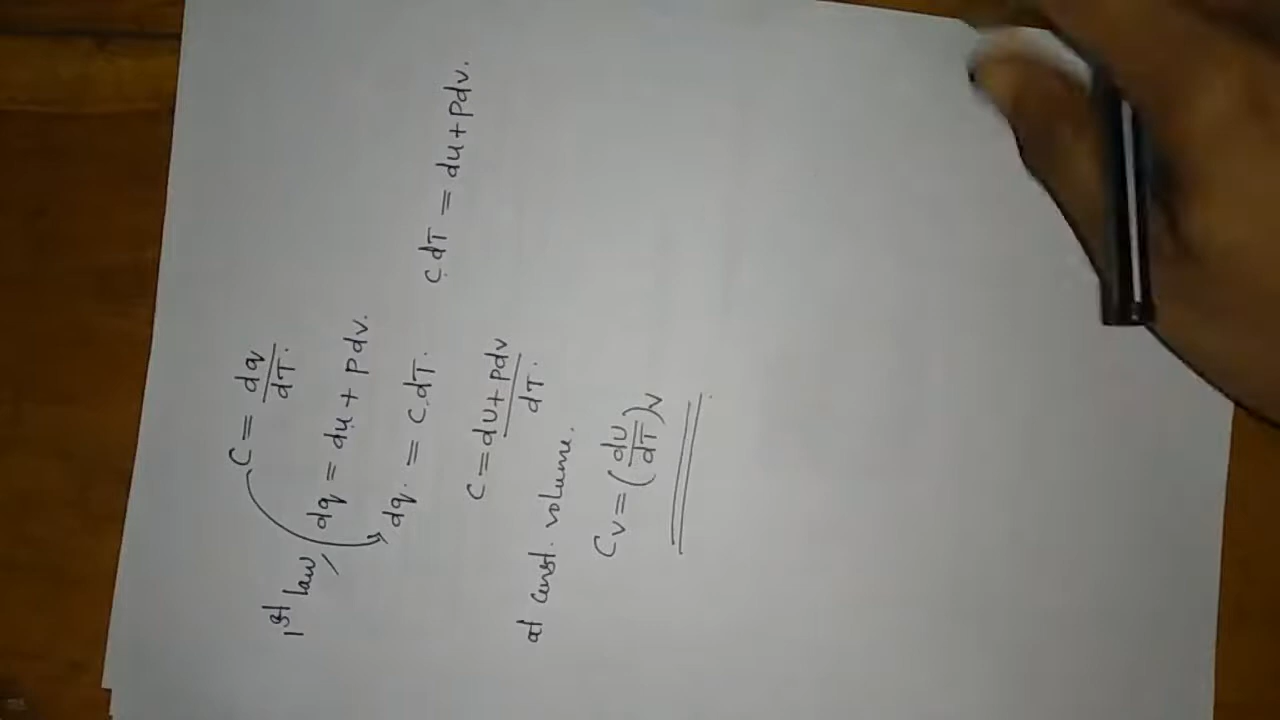 C = dq/dT.
1st law dq = du + Pdv.
dq. = C.dT. C dT = du + Pdv.
C = dU + Pdv/dT.
at const. volume.
Cv = (dU/dT)v